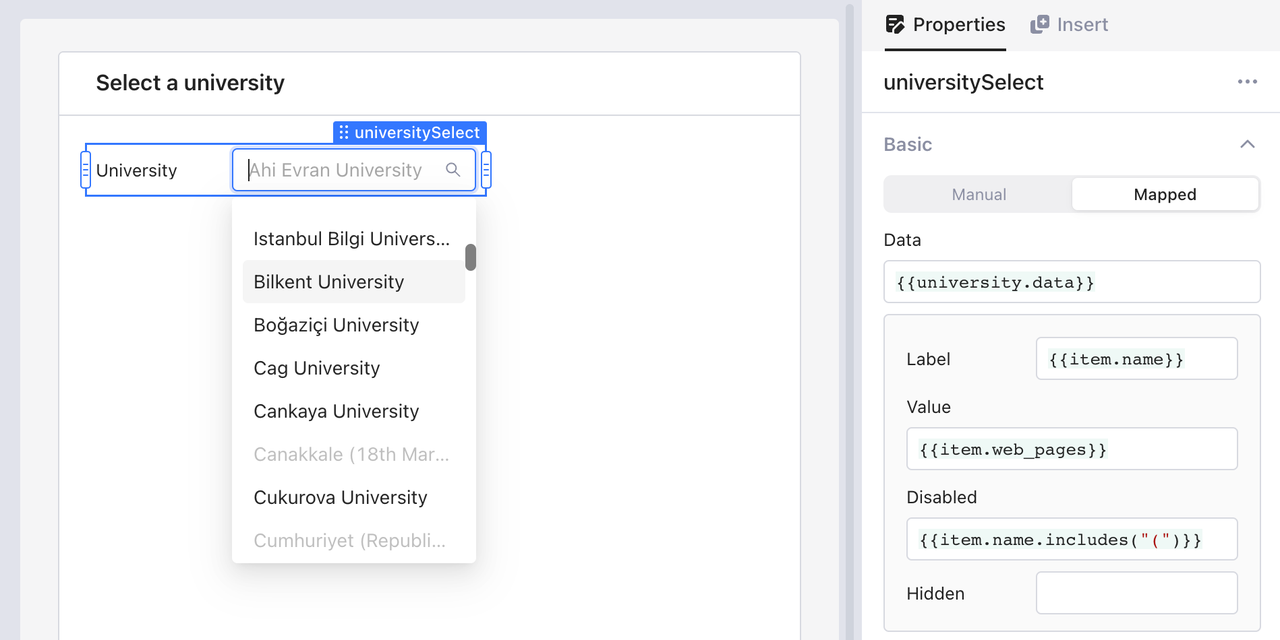 Select a university
universitySelect
University
Ahi Evran University
Istanbul Bilgi Univers...
Bilkent University
Boğaziçi University
Cag University
Cankaya University
Canakkale (18th Mar...
Cukurova University
Cumhuriyet (Republi...
Properties
Insert
universitySelect
Basic
Manual
Mapped
Data
{{university.data}}
Label
{{item.name}}
Value
{{item.web_pages}}
Disabled
{{item.name.includes("(")}}
Hidden